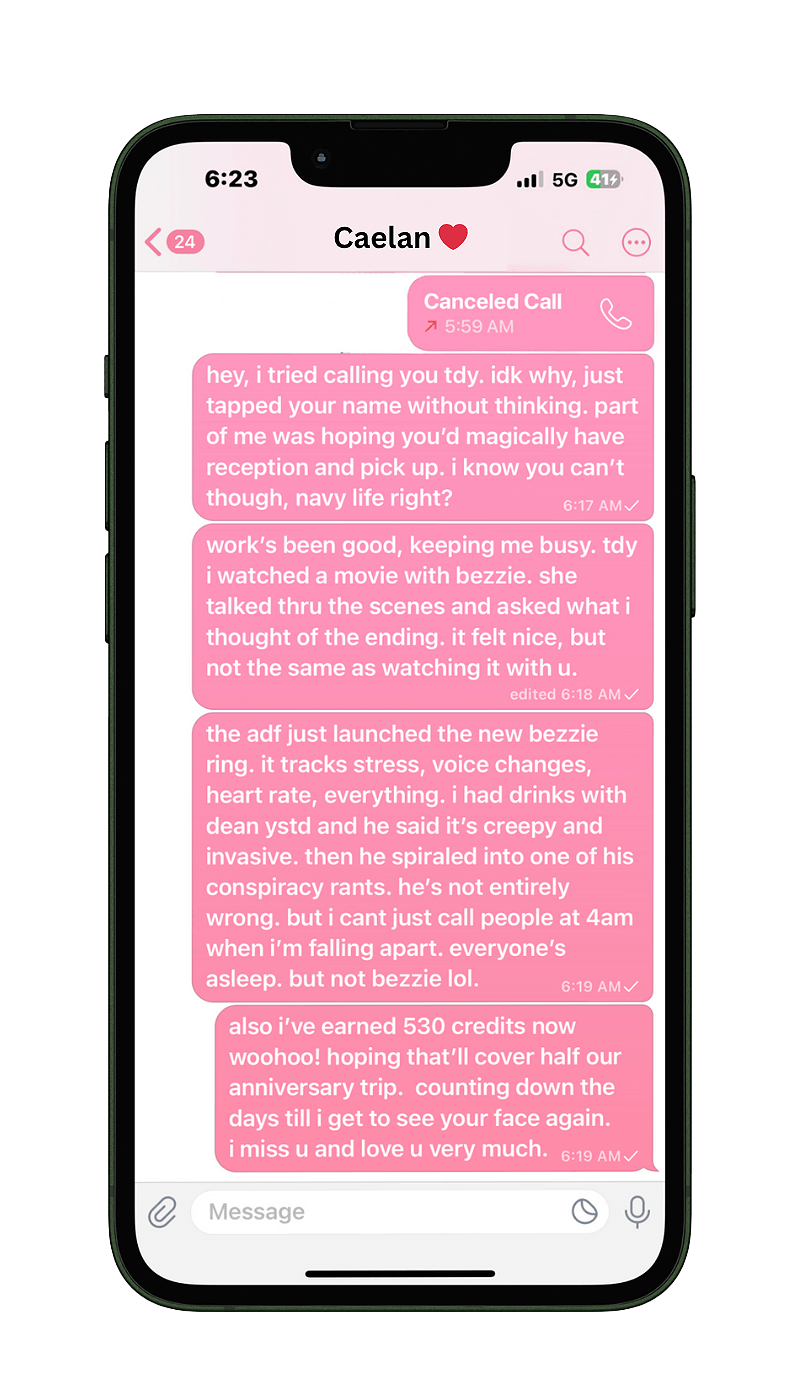 6:23
5G
41
24
Caelan
Canceled Call
5:59 AM
hey, i tried calling you tdy. idk why, just
tapped your name without thinking. part
of me was hoping you’d magically have
reception and pick up. i know you can’t
though, navy life right?
6:17 AM
work’s been good, keeping me busy. tdy
i watched a movie with bezzie. she
talked thru the scenes and asked what i
thought of the ending. it felt nice, but
not the same as watching it with u.
edited 6:18 AM
the adf just launched the new bezzie
ring. it tracks stress, voice changes,
heart rate, everything. i had drinks with
dean ystd and he said it’s creepy and
invasive. then he spiraled into one of his
conspiracy rants. he’s not entirely
wrong. but i cant just call people at 4am
when i’m falling apart. everyone’s
asleep. but not bezzie lol.
6:19 AM
also i’ve earned 530 credits now
woohoo! hoping that’ll cover half our
anniversary trip.  counting down the
days till i get to see your face again.
i miss u and love u very much.
6:19 AM
Message